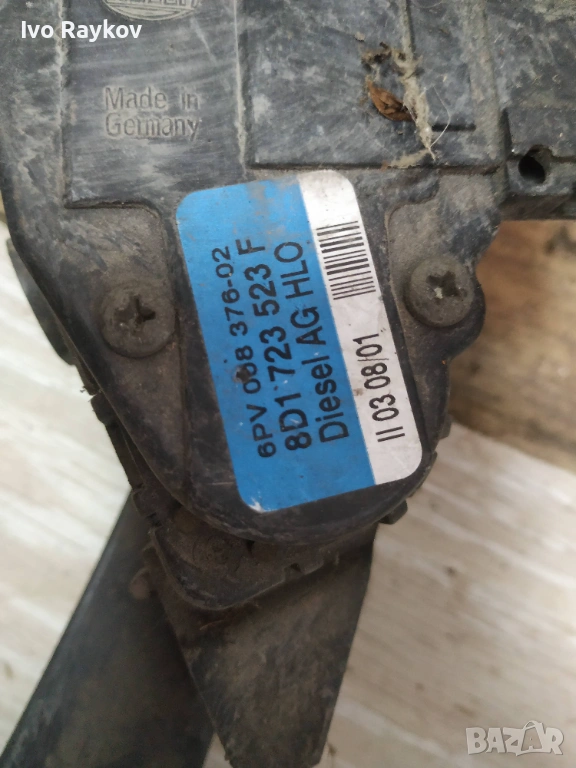 Ivo Raykov
Made in
Germany
6PV 008 376-02
8D1 723 523 F
Diesel AG HLO
II 03 08/01
BAZAR